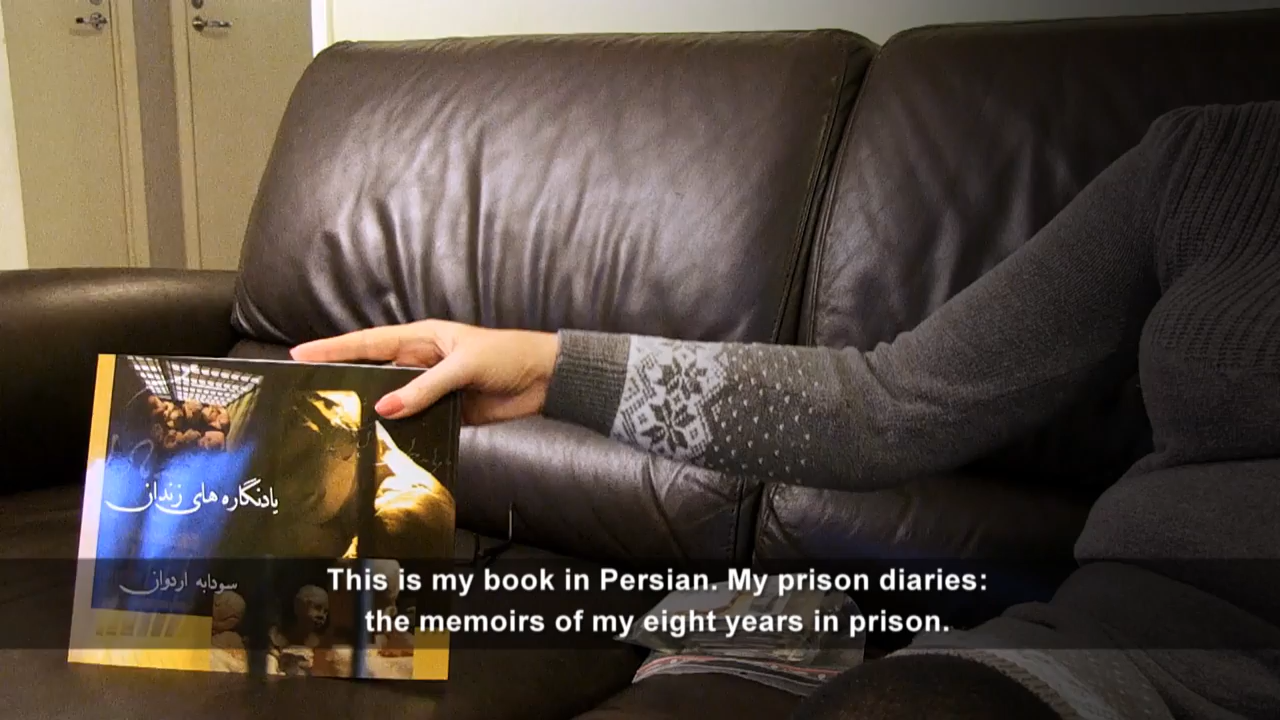 یادنگاره های زندان
سودابه اردوان
This is my book in Persian. My prison diaries:
the memoirs of my eight years in prison.